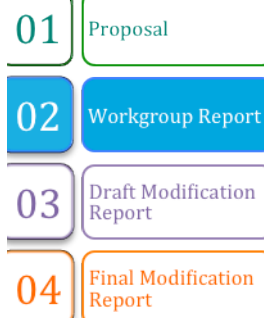 01
Proposal
02
Workgroup Report
03
Draft Modification
Report
04
Final Modification
Report